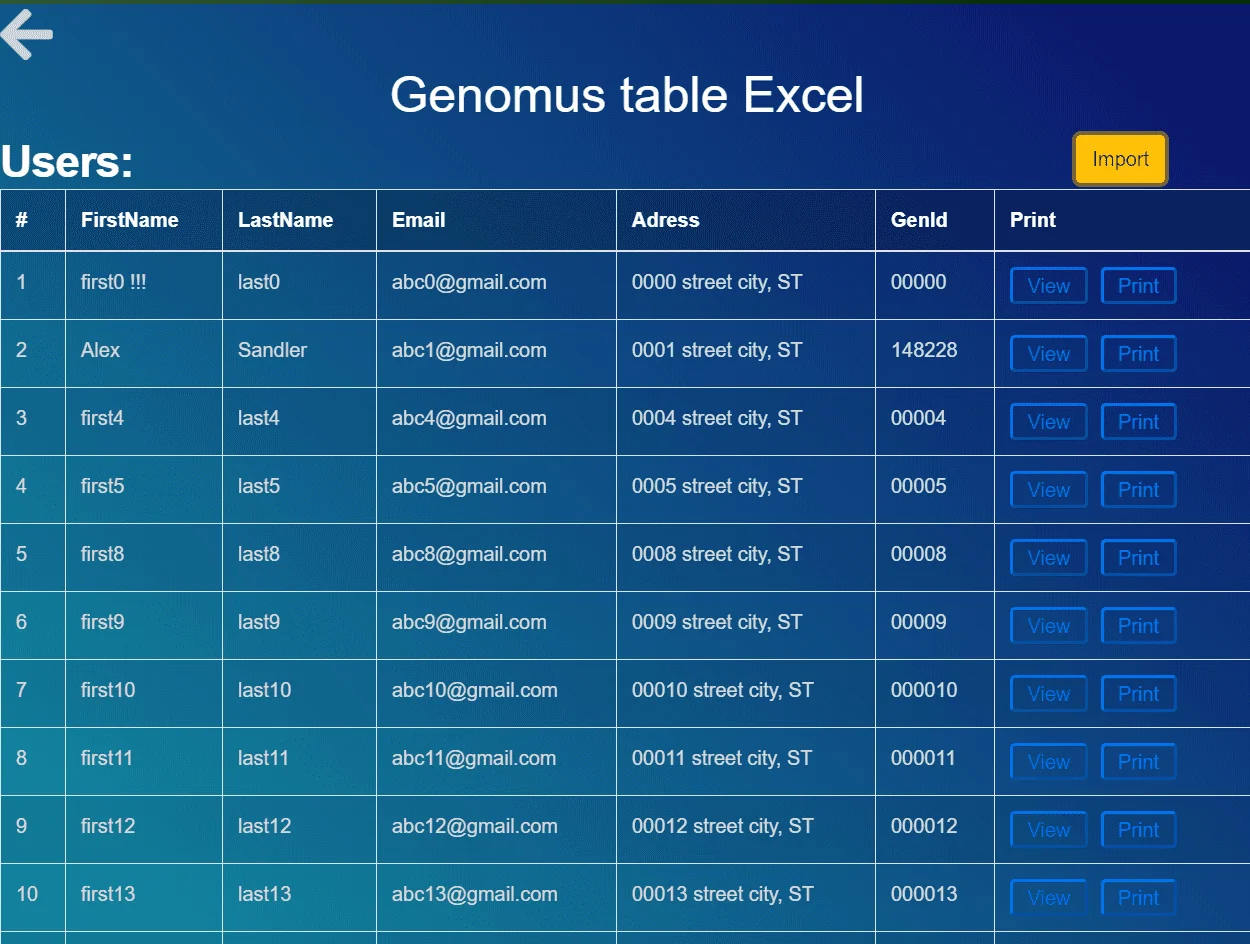 Genomus table Excel
Users:
Import
# FirstName LastName Email Adress GenId Print
1 first0 !!! last0 abc0@gmail.com 0000 street city, ST 00000 View Print
2 Alex Sandler abc1@gmail.com 0001 street city, ST 148228 View Print
3 first4 last4 abc4@gmail.com 0004 street city, ST 00004 View Print
4 first5 last5 abc5@gmail.com 0005 street city, ST 00005 View Print
5 first8 last8 abc8@gmail.com 0008 street city, ST 00008 View Print
6 first9 last9 abc9@gmail.com 0009 street city, ST 00009 View Print
7 first10 last10 abc10@gmail.com 00010 street city, ST 000010 View Print
8 first11 last11 abc11@gmail.com 00011 street city, ST 000011 View Print
9 first12 last12 abc12@gmail.com 00012 street city, ST 000012 View Print
10 first13 last13 abc13@gmail.com 00013 street city, ST 000013 View Print